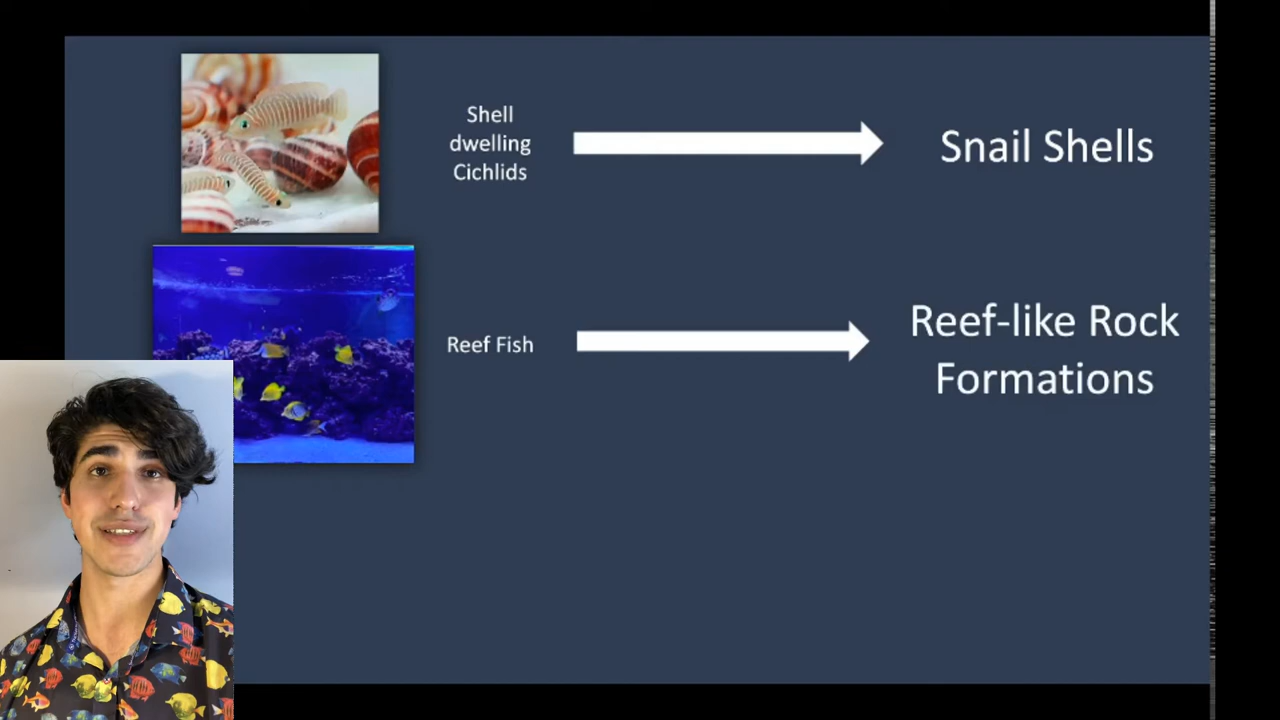 Shell
dwelling
Cichlids
Snail Shells
Reef Fish
Reef-like Rock
Formations